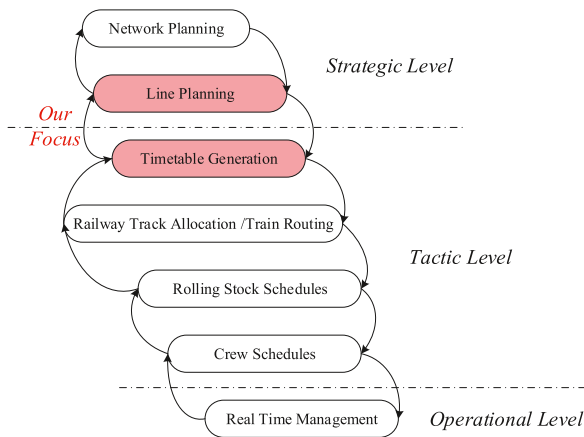 Network Planning
Strategic Level
Line Planning
Our
Focus
Timetable Generation
Railway Track Allocation /Train Routing
Tactic Level
Rolling Stock Schedules
Crew Schedules
Real Time Management
Operational Level